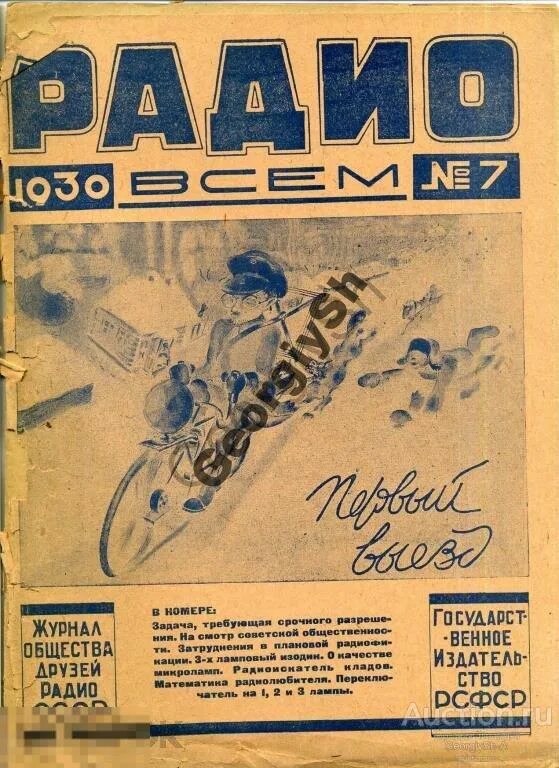 РАДИО
1930 ВСЕМ №7
Georgiysh
Первый
выезд
В НОМЕРЕ:
Задача, требующая срочного разреше-
ния. На смотр советской общественнос-
ти. Затруднения в плановой радиофи-
кации. 3-х ламповый изодин. О качестве
микроламп. Радиоискатель кладов.
Математика радиолюбителя. Переклю-
чатель на 1, 2 и 3 лампы.
ЖУРНАЛ
ОБЩЕСТВА
ДРУЗЕЙ
РАДИО
СССР
ГОСУДАРСТ-
ВЕННОЕ
ИЗДАТЕЛЬ-
СТВО
РСФСР
Auction.ru
Georgiysh-A